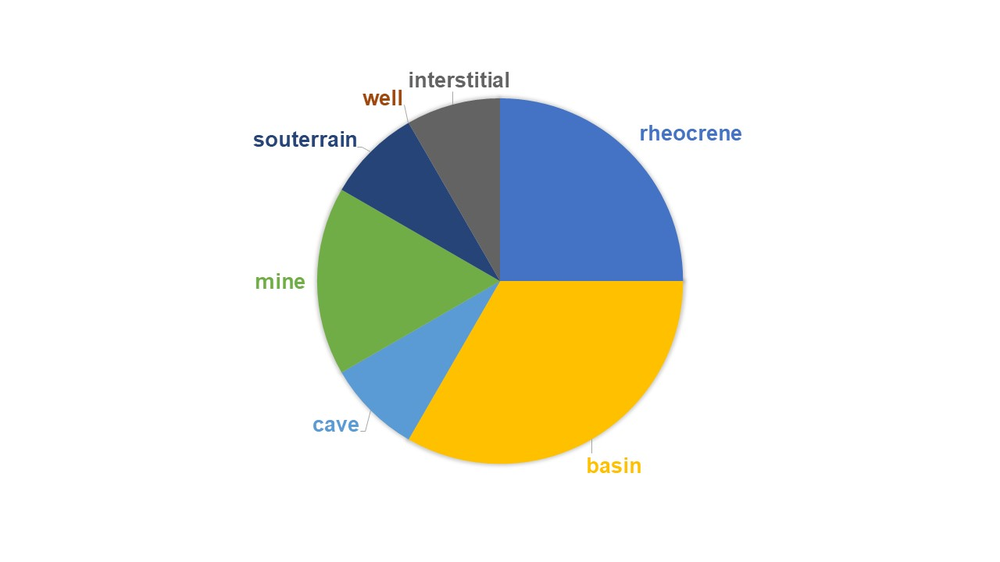 interstitial
well
rheocrene
souterrain
mine
cave
basin